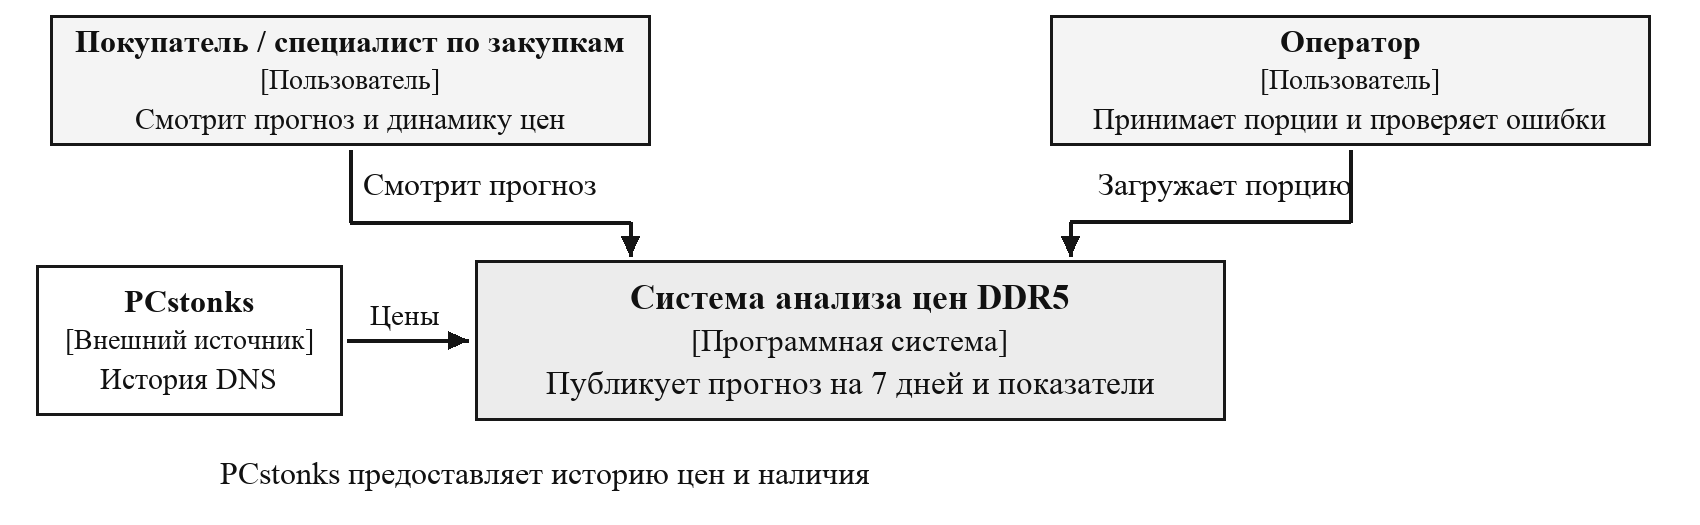 Покупатель / специалист по закупкам
[Пользователь]
Смотрит прогноз и динамику цен
Оператор
[Пользователь]
Принимает порции и проверяет ошибки
Смотрит прогноз
Загружает порцию
PCstonks
[Внешний источник]
История DNS
Цены
Система анализа цен DDR5
[Программная система]
Публикует прогноз на 7 дней и показатели
PCstonks предоставляет историю цен и наличия